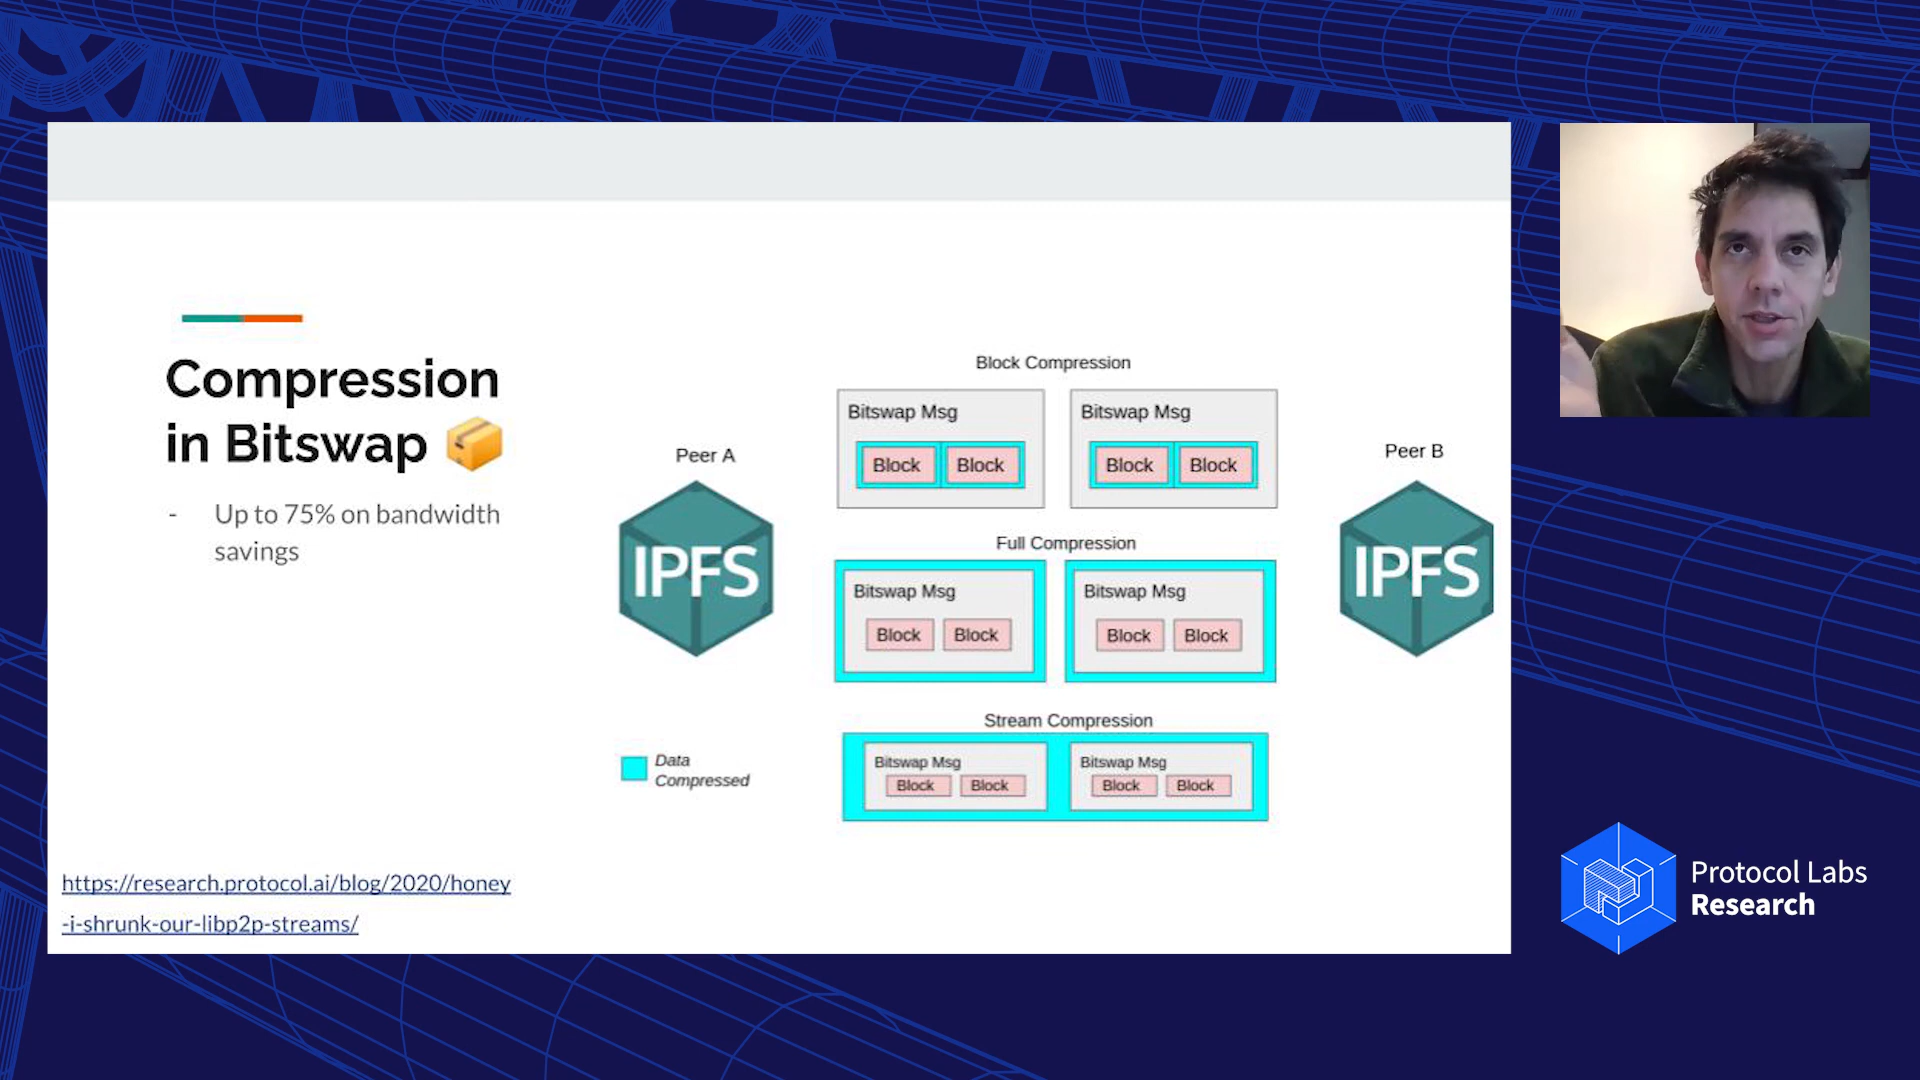 Compression
in Bitswap
- Up to 75% on bandwidth
savings
https://research.protocol.ai/blog/2020/honey
-i-shrunk-our-libp2p-streams/
Peer A
IPFS
Block Compression
Bitswap Msg
Block Block
Bitswap Msg
Block Block
Full Compression
Bitswap Msg
Block Block
Bitswap Msg
Block Block
Stream Compression
Bitswap Msg
Block Block
Bitswap Msg
Block Block
Data
Compressed
Peer B
IPFS
Protocol Labs
Research